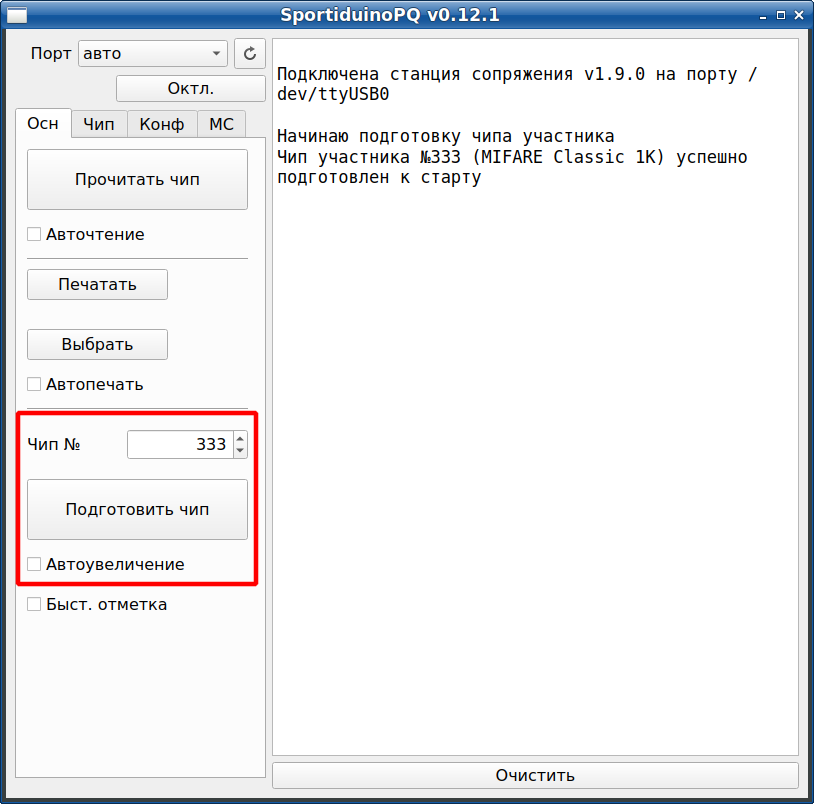 SportiduinoPQ v0.12.1
Порт авто
Октл.
Осн Чип Конф МС
Прочитать чип
Авточтение
Печатать
Выбрать
Автопечать
Чип № 333
Подготовить чип
Автоувеличение
Быст. отметка
Подключена станция сопряжения v1.9.0 на порту /
dev/ttyUSB0
Начинаю подготовку чипа участника
Чип участника №333 (MIFARE Classic 1K) успешно
подготовлен к старту
Очистить